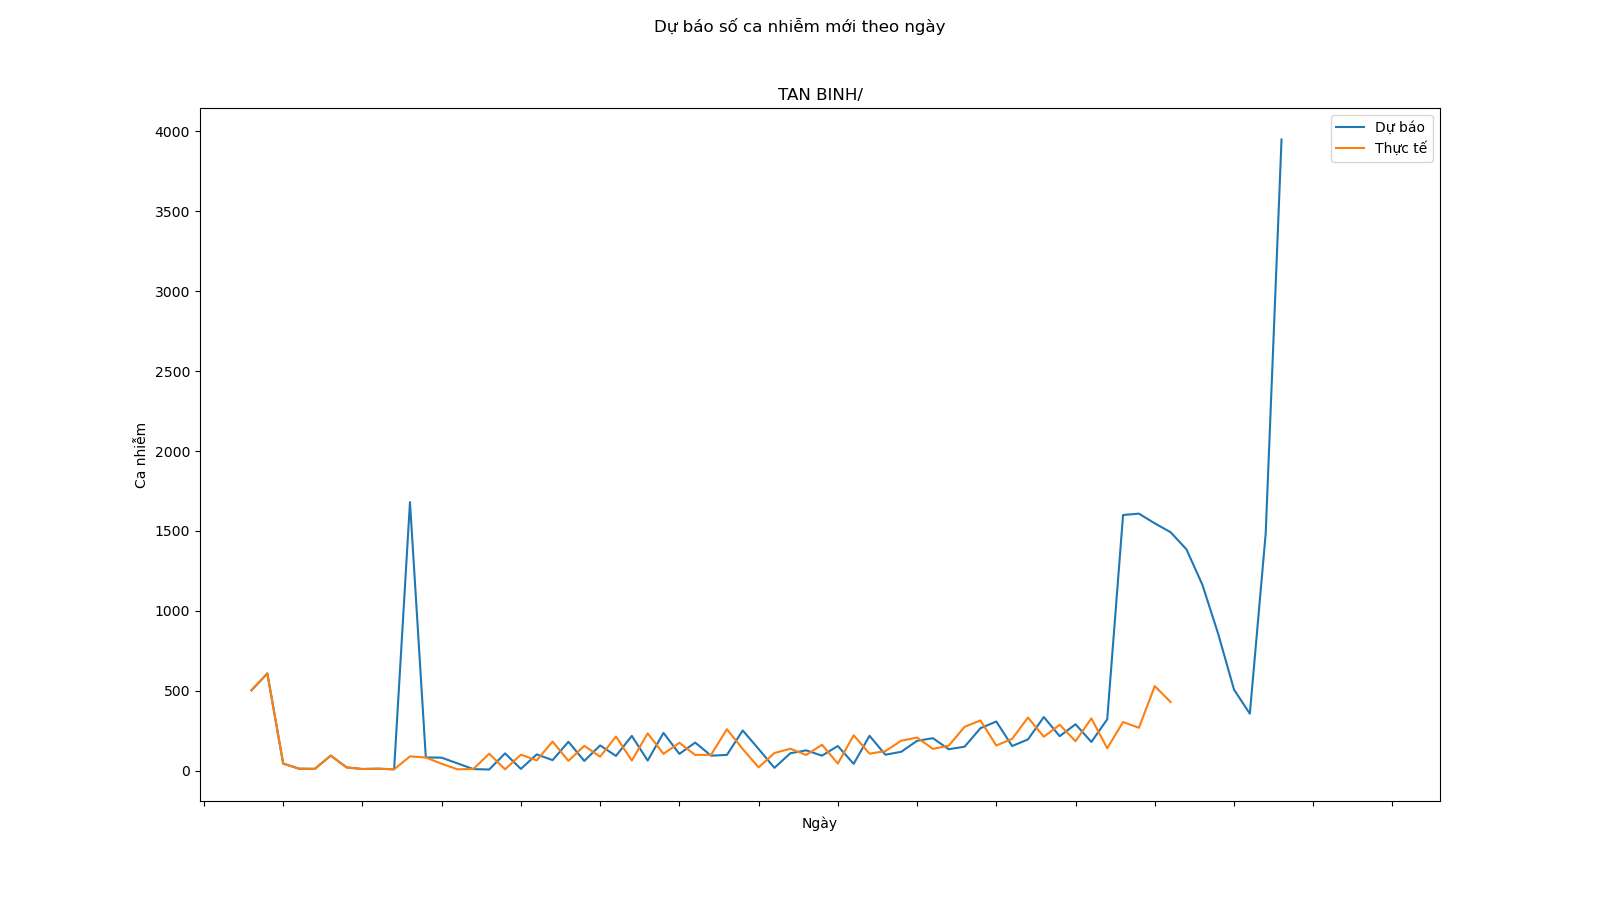 Dự báo số ca nhiễm mới theo ngày
TAN BINH/
Dự báo
Thực tế
4000
3500
3000
2500
2000
1500
1000
500
0
Ca nhiễm
Ngày